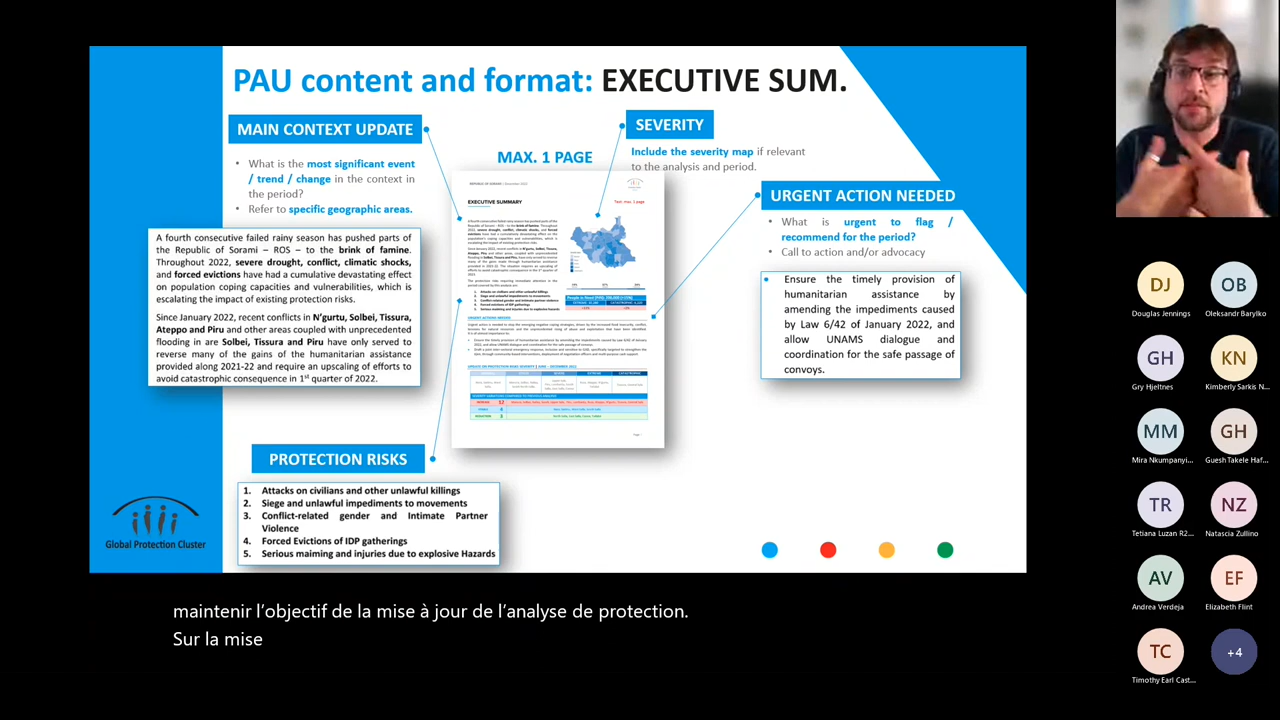 PAU content and format: EXECUTIVE SUM.
MAIN CONTEXT UPDATE
• What is the most significant event
/ trend / change in the context in
the period?
• Refer to specific geographic areas.
A fourth consecutive failed rainy season has pushed parts
of the Republic of Sorami – ROS – to the brink of famine.
Throughout 2022, severe drought, conflict, climatic shocks,
and forced evictions have had a cumulative devastating effect
on population coping capacities and vulnerabilities, which is
escalating the impact of existing protection risks.
Since January 2022, recent conflicts in N'gurtu, Solbei, Tissura,
Ateppo and Piru and other areas coupled with unprecedented
flooding in are Solbei, Tissura and Piru have only served to
reverse many of the gains of the humanitarian assistance
provided along 2021-22 and require an upscaling of efforts to
avoid catastrophic consequence in 1st quarter of 2022.
PROTECTION RISKS
1. Attacks on civilians and other unlawful killings
2. Siege and unlawful impediments to movements
3. Conflict-related gender and Intimate Partner
Violence
4. Forced Evictions of IDP gatherings
5. Serious maiming and injuries due to explosive Hazards
Global Protection Cluster
MAX. 1 PAGE
EXECUTIVE SUMMARY
SEVERITY
Include the severity map if relevant
to the analysis and period.
URGENT ACTION NEEDED
• What is urgent to flag /
recommend for the period?
• Call to action and/or advocacy
• Ensure the timely provision of
humanitarian assistance by
amending the impediments caused
by Law 6/42 of January 2022, and
allow UNAMS dialogue and
coordination for the safe passage of
convoys.
maintenir l'objectif de la mise à jour de l'analyse de protection.
Sur la mise
DJ
Douglas Jennings
OB
Oleksandr Barylko
GH
Gry Hjeltnes
KN
Kimberly Sarkis N...
MM
Mira Nkumpanyi...
GH
Guesh Takele Haf...
TR
Tetiana Luzan R2...
NZ
Natascia Zullino
AV
Andrea Verdeja
EF
Elizabeth Flint
TC
Timothy Earl Cast...
+4